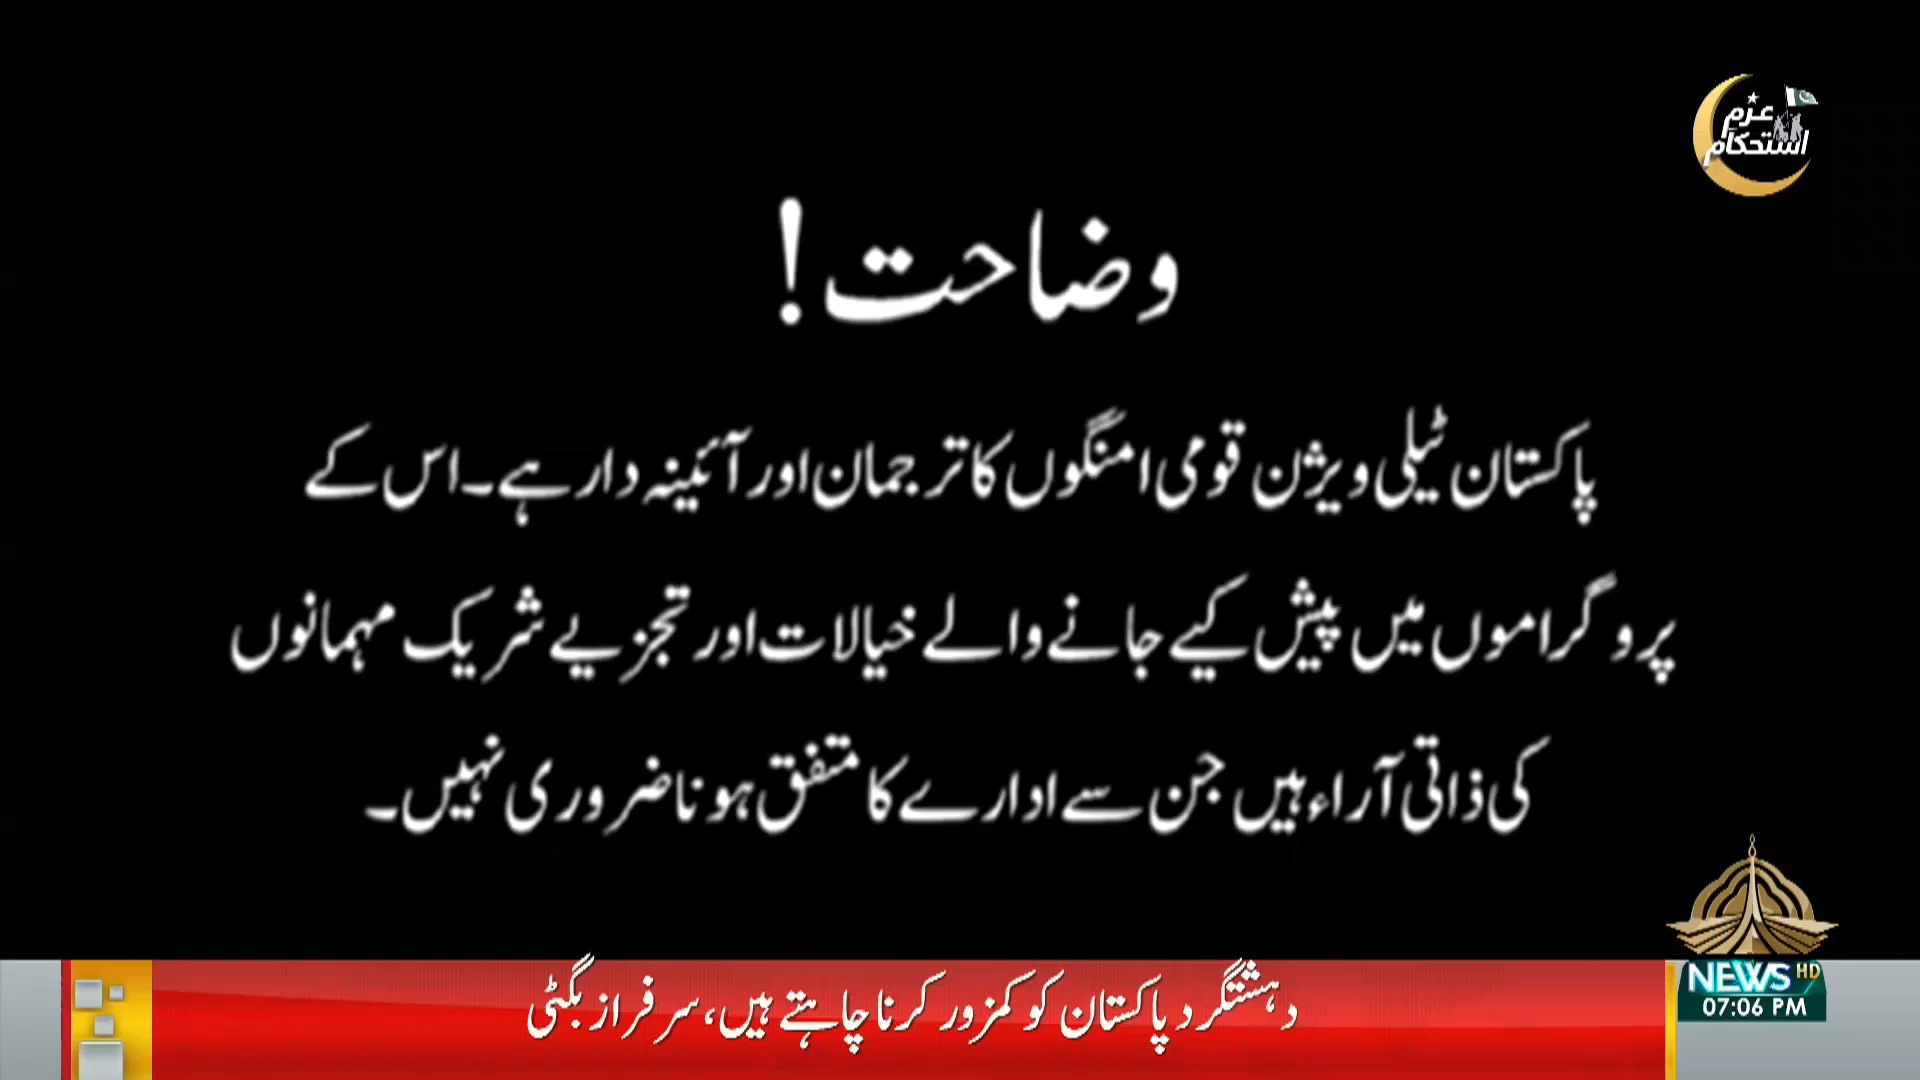 عزم
استحکام
وضاحت!
پاکستان ٹیلی ویژن قومی امنگوں کا ترجمان اور آئینہ دار ہے۔ اس کے
پروگراموں میں پیش کیے جانے والے خیالات اور تجزیے شریک مہمانوں
کی ذاتی آراء ہیں جن سے ادارے کا متفق ہونا ضروری نہیں۔
دہشتگرد پاکستان کو کمزور کرنا چاہتے ہیں، سرفراز بگٹی
NEWS HD
07:06 PM